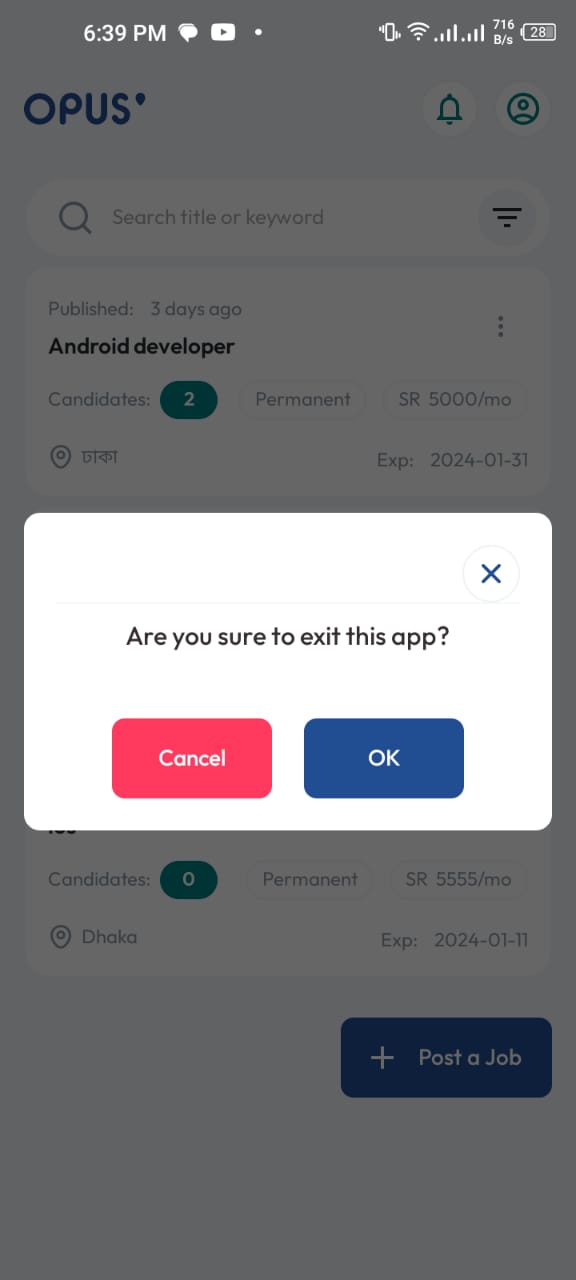 6:39 PM
716
B/s
28
OPUS'
Search title or keyword
Published: 3 days ago
Android developer
Candidates: 2 Permanent SR 5000/mo
ঢাকা Exp: 2024-01-31
Are you sure to exit this app?
Cancel OK
Candidates: 0 Permanent SR 5555/mo
Dhaka Exp: 2024-01-11
+ Post a Job